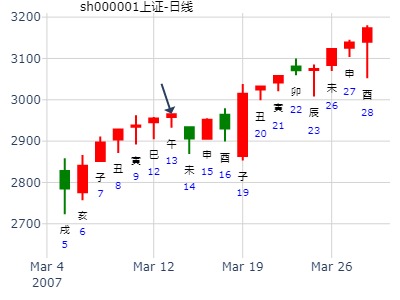 sh000001上证-日线
3200
3100
3000
2900
2800
2700
戌
5
亥
6
子
7
丑
8
寅
9
巳
12
午
13
未
14
申
15
酉
16
子
19
丑
20
寅
21
卯
22
辰
23
未
26
申
27
酉
28
Mar 4
2007
Mar 12
Mar 19
Mar 26